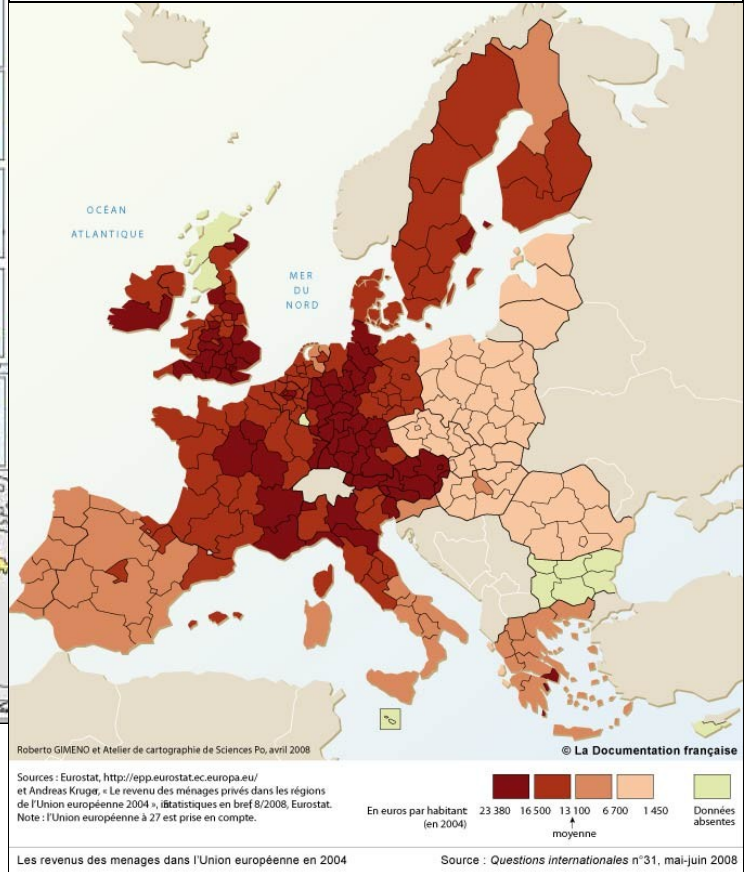 OCÉAN
ATLANTIQUE
MER
DU
NORD
Roberto GIMENO et Atelier de cartographie de Sciences Po, avril 2008
© La Documentation française
Sources : Eurostat, http://epp.eurostat.ec.europa.eu/
et Andreas Kruger, « Le revenu des ménages privés dans les régions
de l'Union européenne 2004 », statistiques en bref, 8/2008, Eurostat.
Note : l'Union européenne à 27 est prise en compte.
En euros par habitant
(en 2004)
23 380 16 500 13 100 6 700 1 450
moyenne
Données
absentes
Les revenus des menages dans l'Union européenne en 2004
Source : Questions internationales n°31, mai-juin 2008